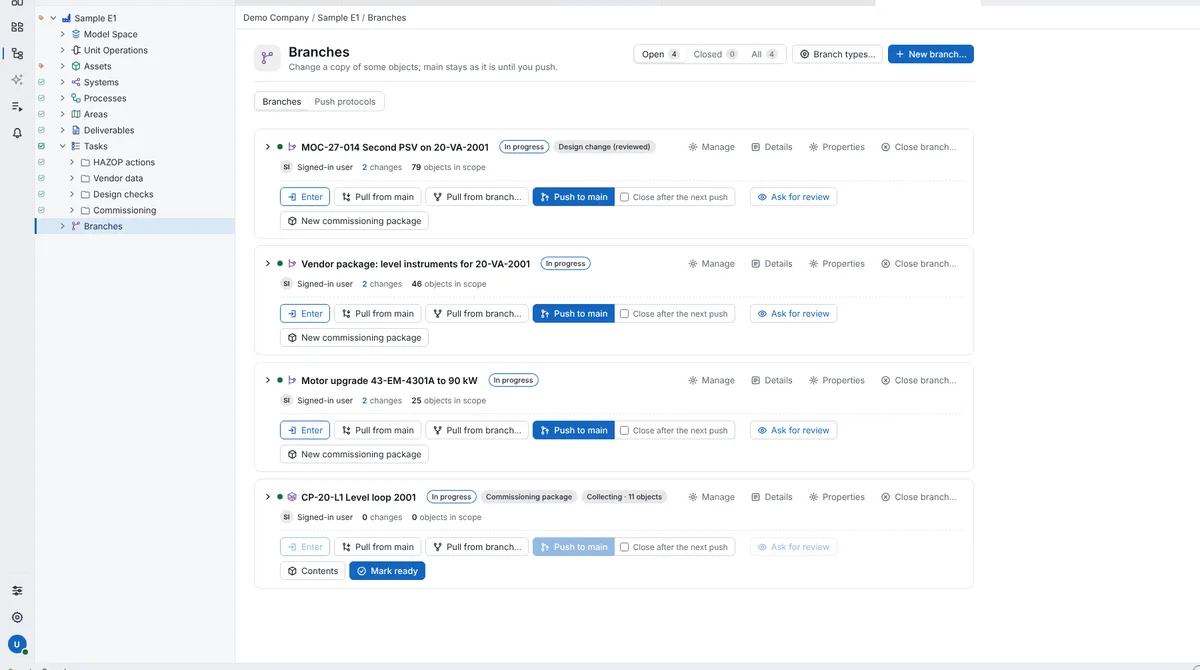 Demo Company / Sample E1 / Branches
Sample E1
Model Space
Unit Operations
Assets
Systems
Processes
Areas
Deliverables
Tasks
HAZOP actions
Vendor data
Design checks
Commissioning
Branches
U
Branches
Change a copy of some objects; main stays as it is until you push.
Open 4 Closed 0 All 4 Branch types... + New branch...
Branches Push protocols
MOC-27-014 Second PSV on 20-VA-2001 In progress Design change (reviewed) Manage Details Properties Close branch...
SI Signed-in user 2 changes 79 objects in scope
Enter Pull from main Pull from branch... Push to main Close after the next push Ask for review
New commissioning package
Vendor package: level instruments for 20-VA-2001 In progress Manage Details Properties Close branch...
SI Signed-in user 2 changes 46 objects in scope
Enter Pull from main Pull from branch... Push to main Close after the next push Ask for review
New commissioning package
Motor upgrade 43-EM-4301A to 90 kW In progress Manage Details Properties Close branch...
SI Signed-in user 2 changes 25 objects in scope
Enter Pull from main Pull from branch... Push to main Close after the next push Ask for review
New commissioning package
CP-20-L1 Level loop 2001 In progress Commissioning package Collecting · 11 objects Manage Details Properties Close branch...
SI Signed-in user 0 changes 0 objects in scope
Enter Pull from main Pull from branch... Push to main Close after the next push Ask for review
Contents Mark ready